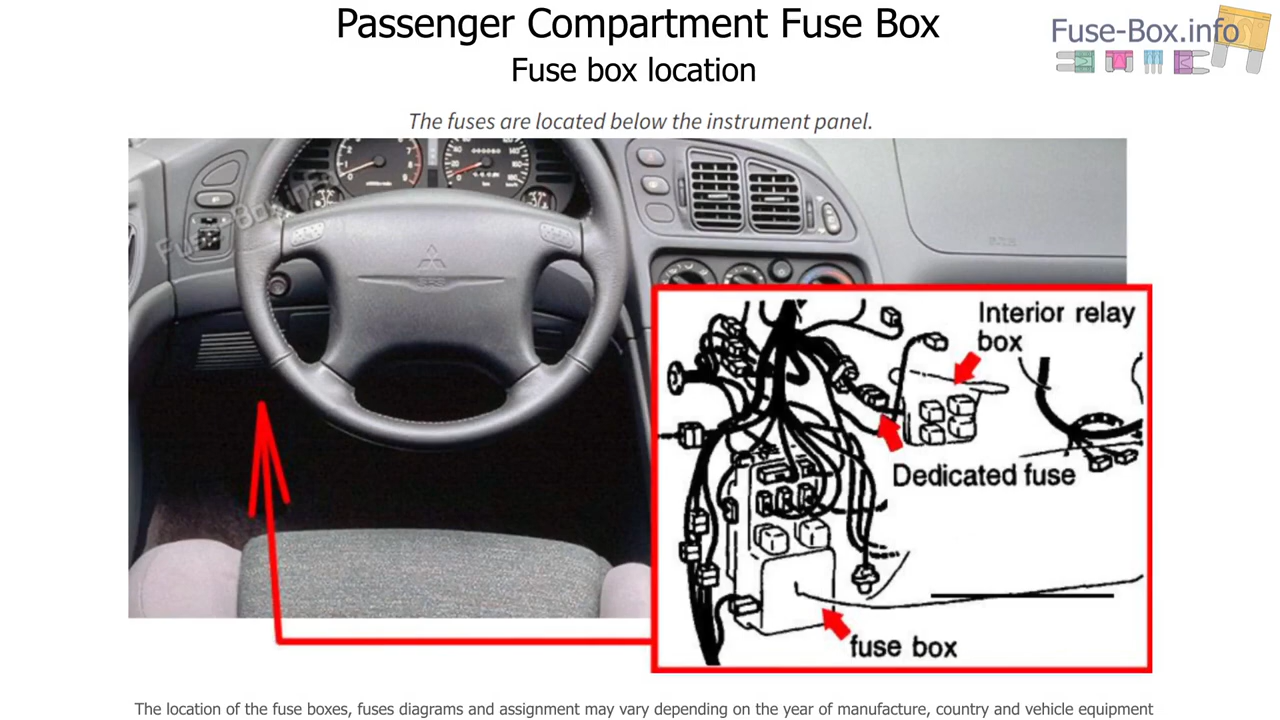 Passenger Compartment Fuse Box
Fuse box location
Fuse-Box.info
The fuses are located below the instrument panel.
SRS
Interior relay
box
Dedicated fuse
fuse box
The location of the fuse boxes, fuses diagrams and assignment may vary depending on the year of manufacture, country and vehicle equipment